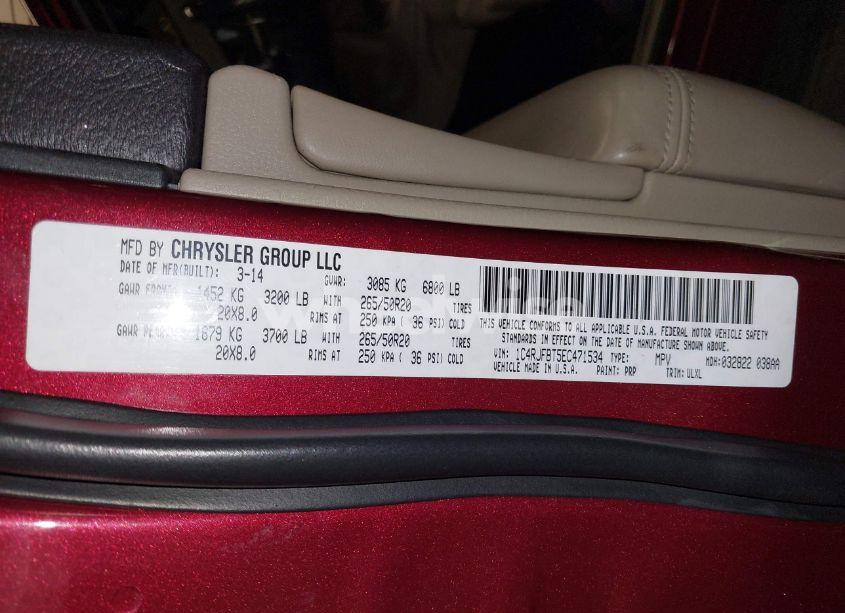 MFD BY CHRYSLER GROUP LLC
DATE OF MFR(BUILT): 3-14 GVWR: 3085 KG 6800 LB
GAWR 1452 KG 3200 LB WITH 265/50R20 TIRES
20X8.0 RIMS AT 250 KPA ( 36 PSI) COLD
GAWR 1679 KG 3700 LB WITH 265/50R20 TIRES
20X8.0 RIMS AT 250 KPA ( 36 PSI) COLD
THIS VEHICLE CONFORMS TO ALL APPLICABLE U.S.A. FEDERAL MOTOR VEHICLE SAFETY
STANDARDS IN EFFECT ON THE DATE OF MANUFACTURE SHOWN ABOVE.
VIN: 1C4RJFBT5EC471534 TYPE: MPV MDH:032822 038AA
VEHICLE MADE IN U.S.A. PAINT: PRP TRIM: ULXL